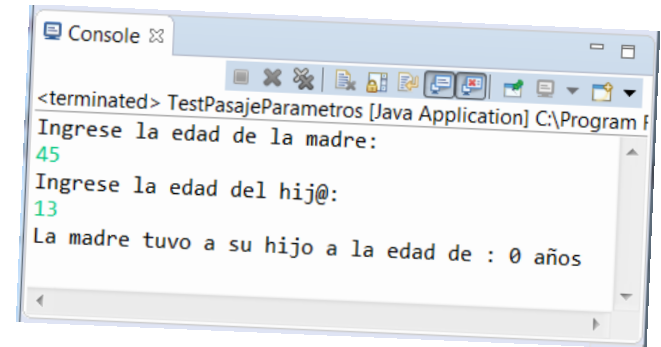 Console
<terminated> TestPasajeParametros [Java Application] C:\Program F
Ingrese la edad de la madre:
45
Ingrese la edad del hij@:
13
La madre tuvo a su hijo a la edad de : 0 años